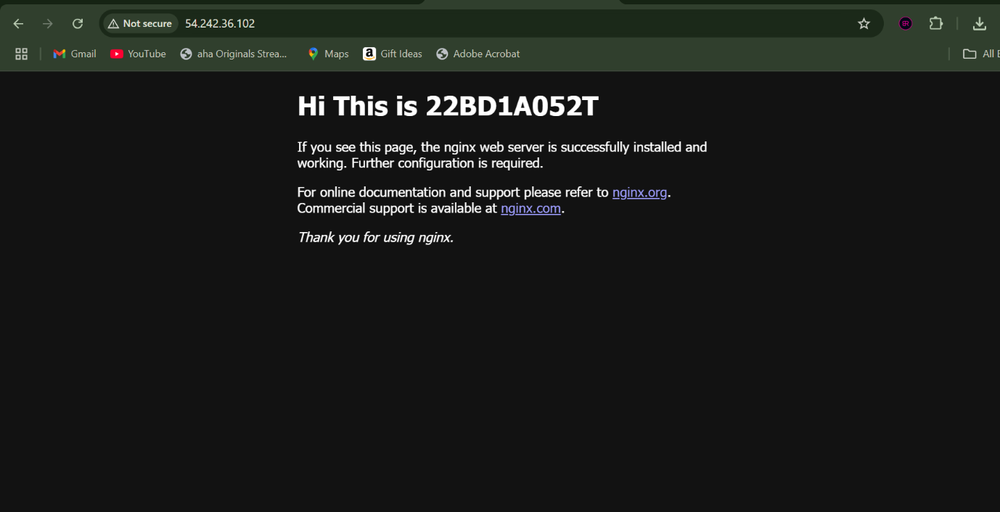 Not secure 54.242.36.102
Gmail YouTube aha Originals Strea... Maps Gift Ideas Adobe Acrobat All
Hi This is 22BD1A052T
If you see this page, the nginx web server is successfully installed and
working. Further configuration is required.
For online documentation and support please refer to nginx.org.
Commercial support is available at nginx.com.
Thank you for using nginx.